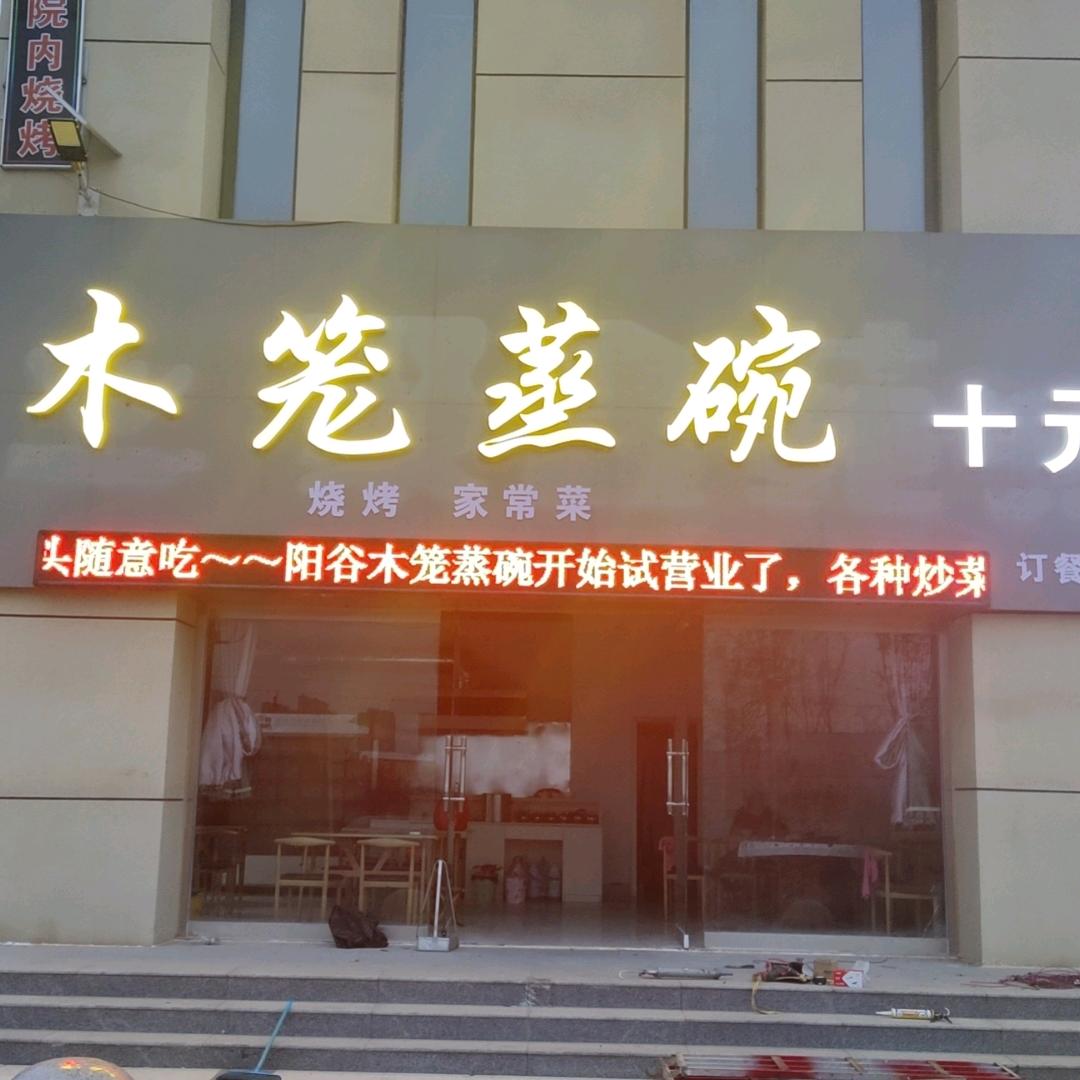 院内烧烤
木笼蒸碗
十元
烧烤 家常菜
头随意吃～～阳谷木笼蒸碗开始试营业了，各种炒菜
订餐